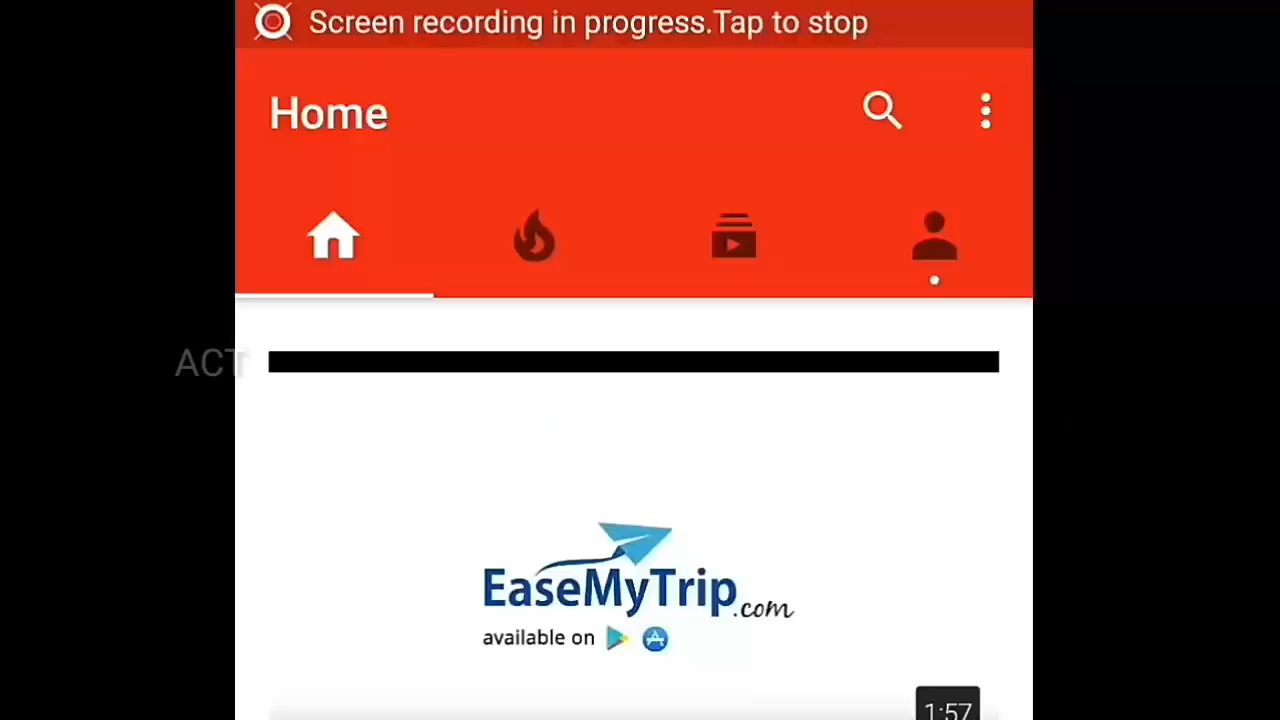 Screen recording in progress.Tap to stop
Home
ACT
EaseMyTrip.com
available on
1:57